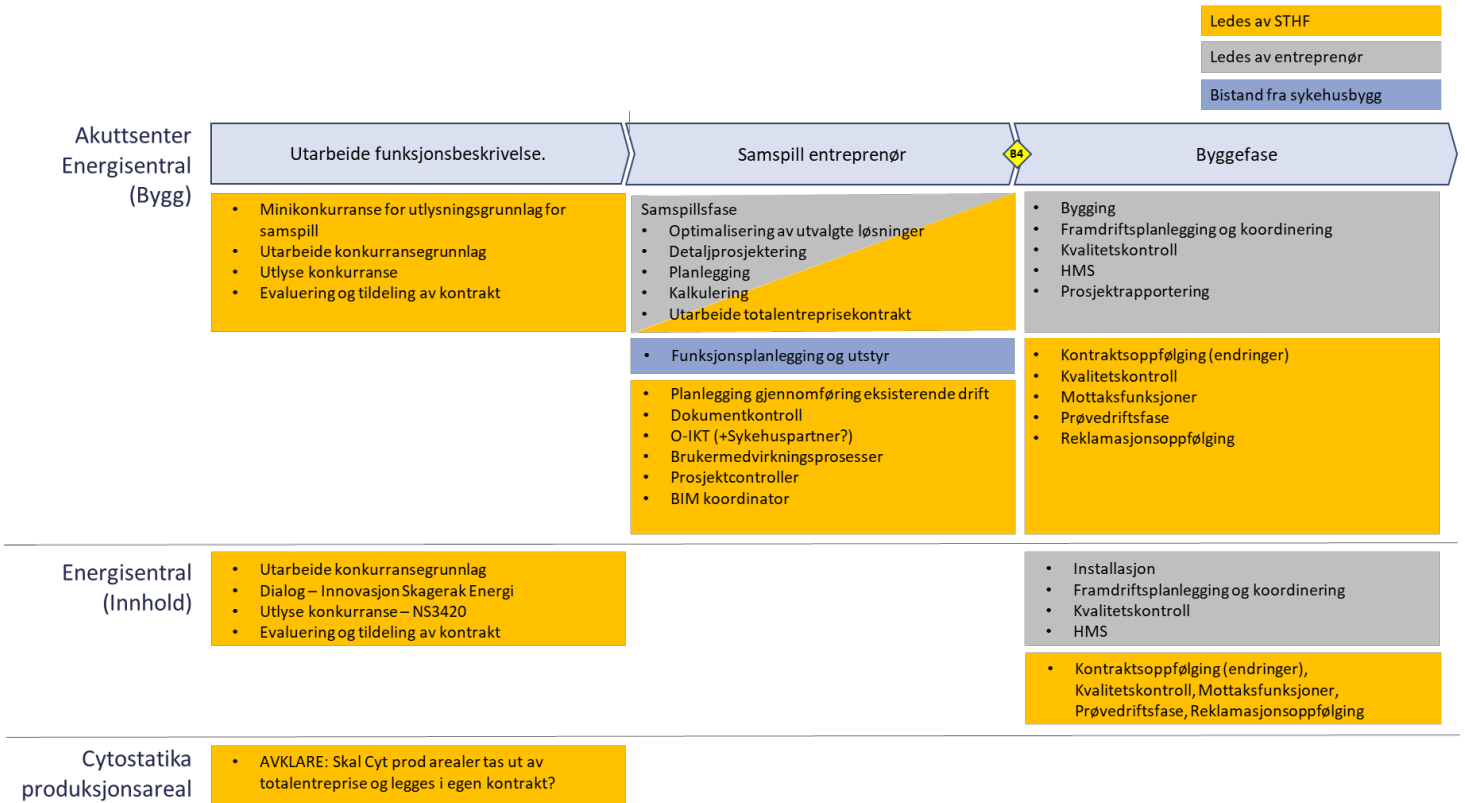 Ledes av STHF
Ledes av entreprenør
Bistand fra sykehusbygg
Akuttsenter
Energisentral
(Bygg)
Utarbeide funksjonsbeskrivelse.
Samspill entreprenør
B4
Byggefase
• Minikonkurranse for utlysningsgrunnlag for
samspill
• Utarbeide konkurransegrunnlag
• Utlyse konkurranse
• Evaluering og tildeling av kontrakt
Samspillsfase
• Optimalisering av utvalgte løsninger
• Detaljprosjektering
• Planlegging
• Kalkulering
• Utarbeide totalentreprisekontrakt
• Bygging
• Framdriftsplanlegging og koordinering
• Kvalitetskontroll
• HMS
• Prosjektrapportering
• Funksjonsplanlegging og utstyr
• Planlegging gjennomføring eksisterende drift
• Dokumentkontroll
• O-IKT (+Sykehuspartner?)
• Brukermedvirkningsprosesser
• Prosjektcontroller
• BIM koordinator
• Kontraktsoppfølging (endringer)
• Kvalitetskontroll
• Mottaksfunksjoner
• Prøvedriftsfase
• Reklamasjonsoppfølging
Energisentral
(Innhold)
• Utarbeide konkurransegrunnlag
• Dialog – Innovasjon Skagerak Energi
• Utlyse konkurranse – NS3420
• Evaluering og tildeling av kontrakt
• Installasjon
• Framdriftsplanlegging og koordinering
• Kvalitetskontroll
• HMS
• Kontraktsoppfølging (endringer),
Kvalitetskontroll, Mottaksfunksjoner,
Prøvedriftsfase, Reklamasjonsoppfølging
Cytostatika
produksjonsareal
• AVKLARE: Skal Cyt prod arealer tas ut av
totalentreprise og legges i egen kontrakt?